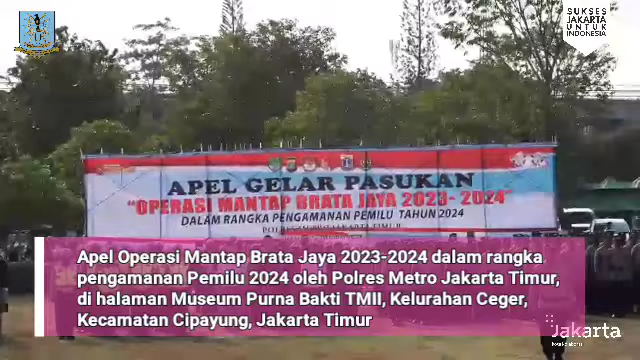 SUKSES
JAKARTA
UNTUK
INDONESIA
APEL GELAR PASUKAN
"OPERASI MANTAP BRATA JAYA 2023- 2024"
DALAM RANGKA PENGAMANAN PEMILU TAHUN 2024
JAKARTA TIMUR
Apel Operasi Mantap Brata Jaya 2023-2024 dalam rangka
pengamanan Pemilu 2024 oleh Polres Metro Jakarta Timur,
di halaman Museum Purna Bakti TMII, Kelurahan Ceger,
Kecamatan Cipayung, Jakarta Timur
Jakarta